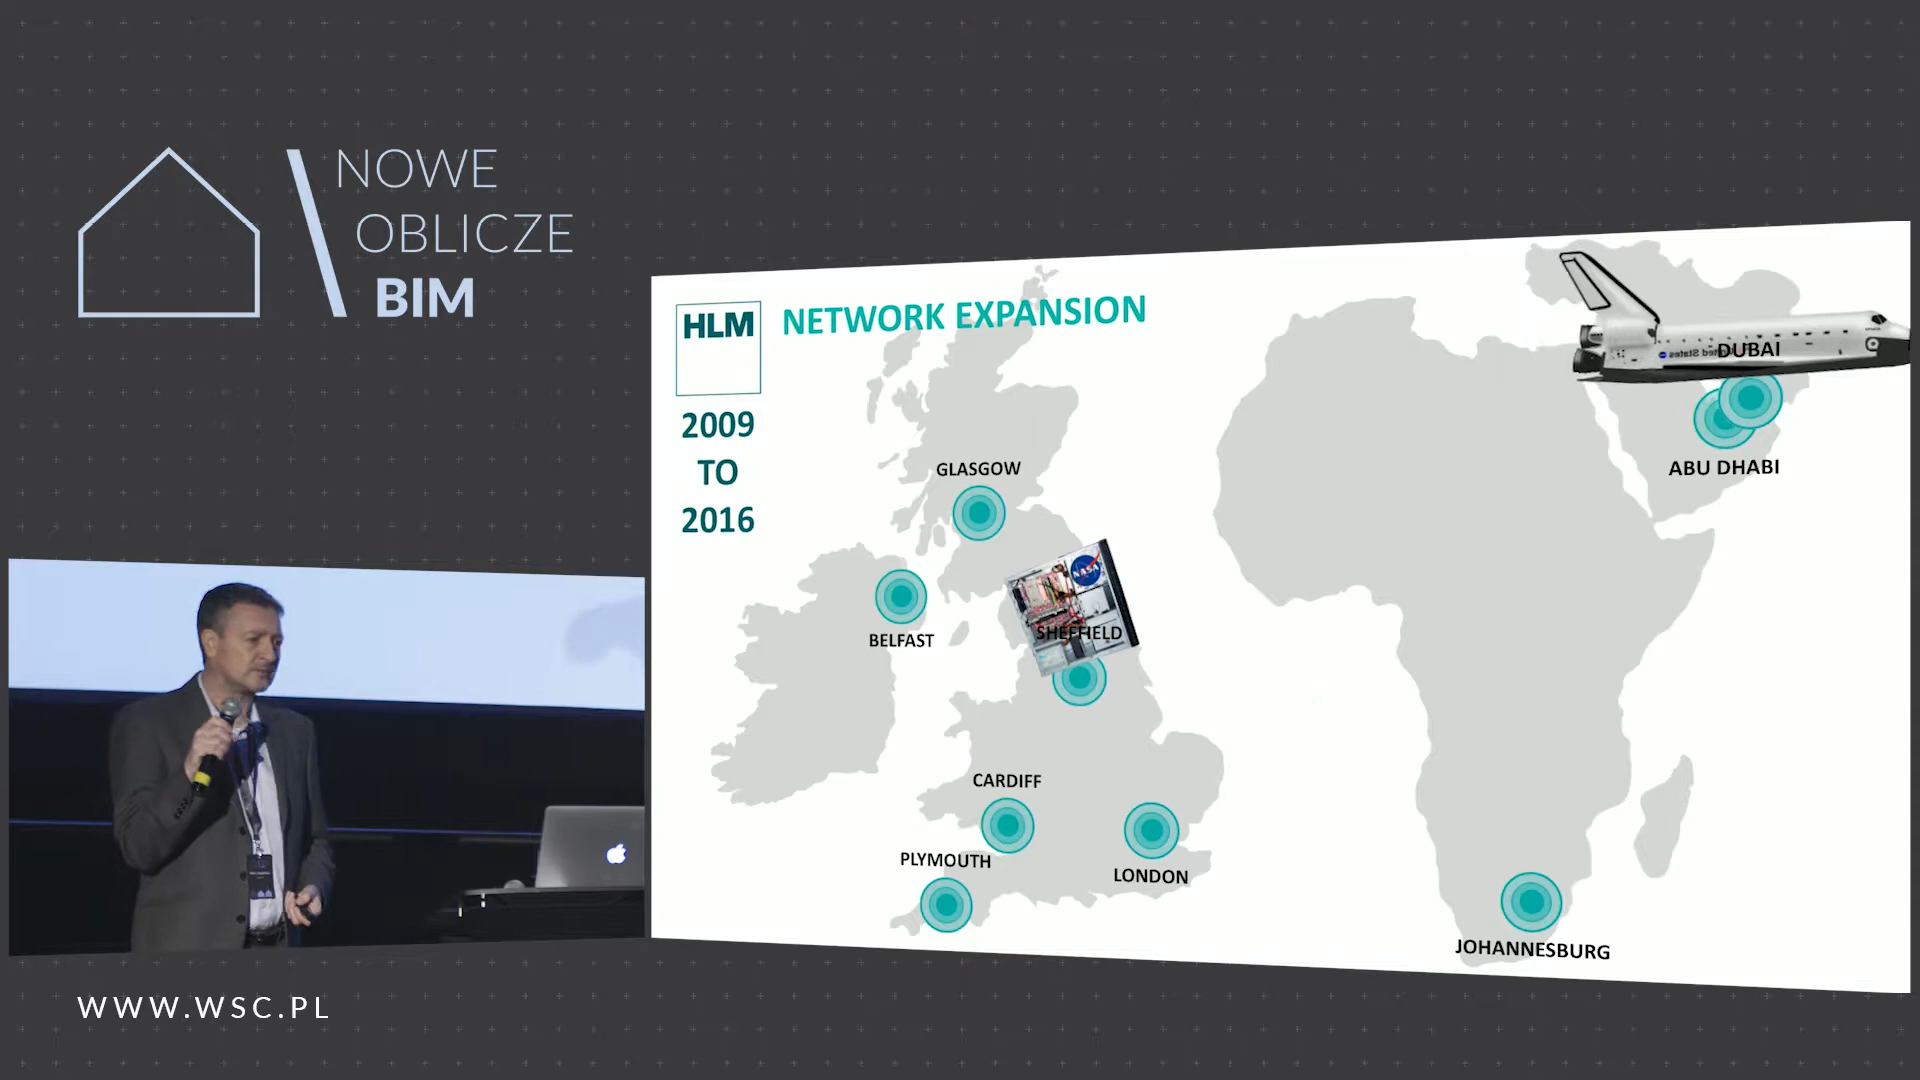 NOWE
OBLICZE
BIM
HLM
NETWORK EXPANSION
2009
TO
2016
DUBAI
ABU DHABI
GLASGOW
NASA
SHEFFIELD
BELFAST
CARDIFF
PLYMOUTH
LONDON
JOHANNESBURG
WWW.WSC.PL